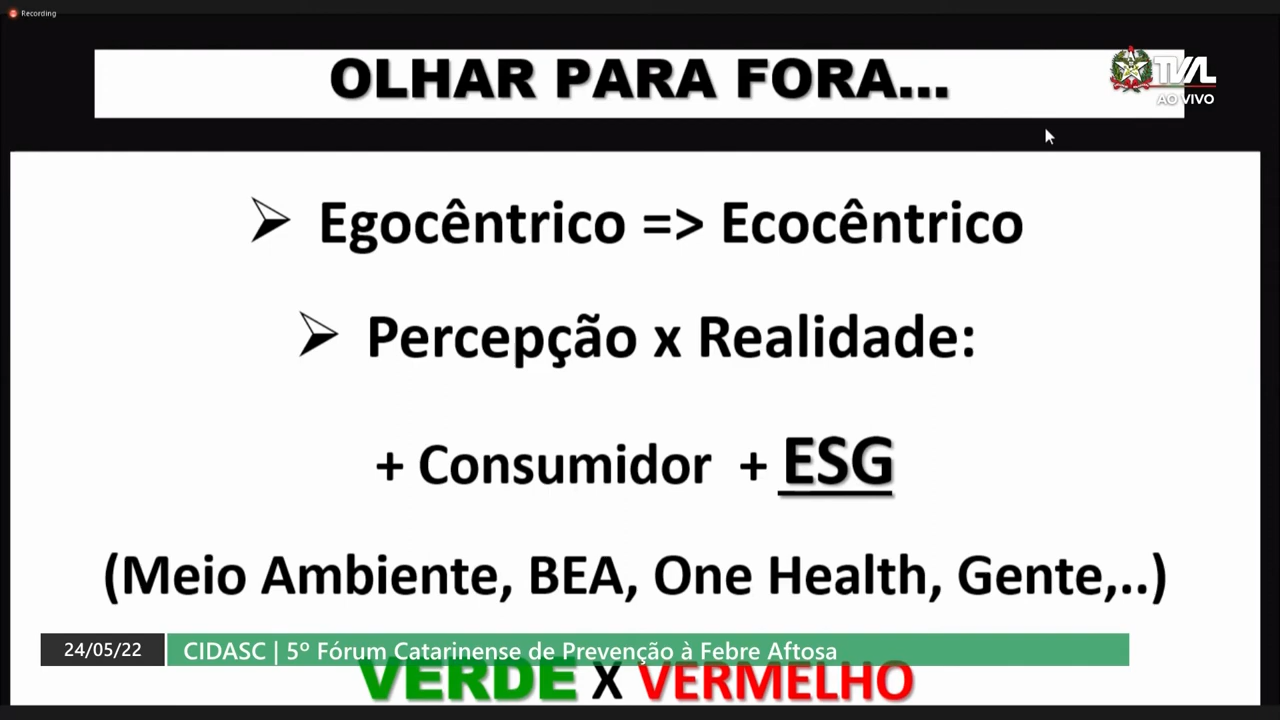 Recording
OLHAR PARA FORA...
TVAL
AO VIVO
Egocêntrico => Ecocêntrico
Percepção x Realidade:
+ Consumidor + ESG
(Meio Ambiente, BEA, One Health, Gente,..)
24/05/22 CIDASC | 5º Fórum Catarinense de Prevenção à Febre Aftosa
VERDE X VERMELHO